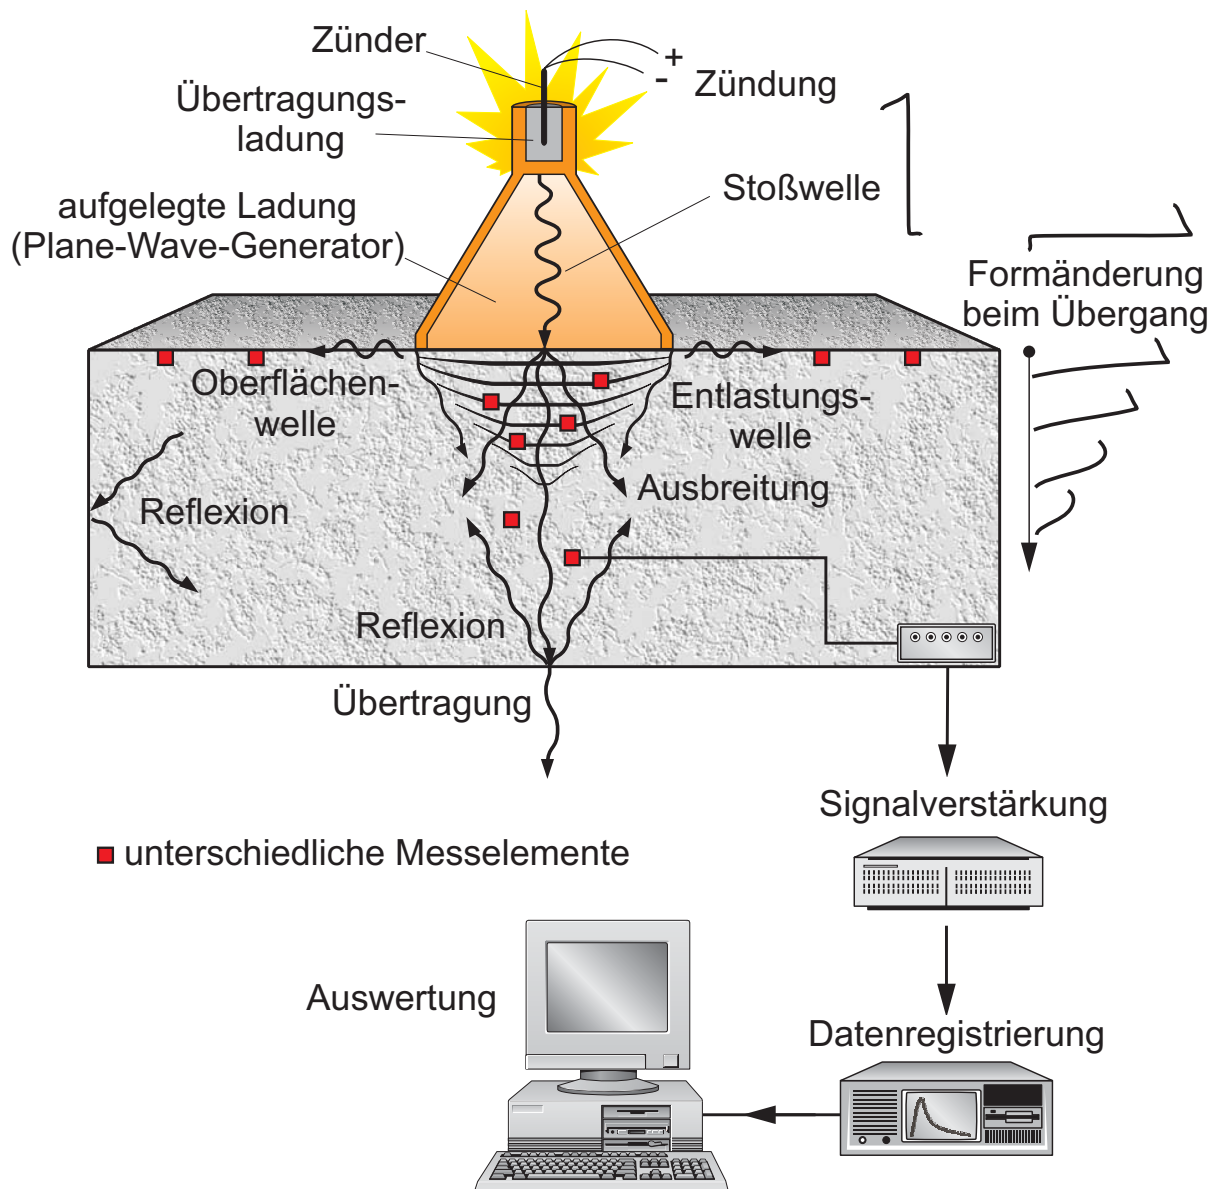 Zünder
+
-
Zündung
Übertragungs-
ladung
Stoßwelle
aufgelegte Ladung
(Plane-Wave-Generator)
Formänderung
beim Übergang
Oberflächen-
welle
Entlastungs-
welle
Ausbreitung
Reflexion
Reflexion
Übertragung
Signalverstärkung
unterschiedliche Messelemente
Auswertung
Datenregistrierung